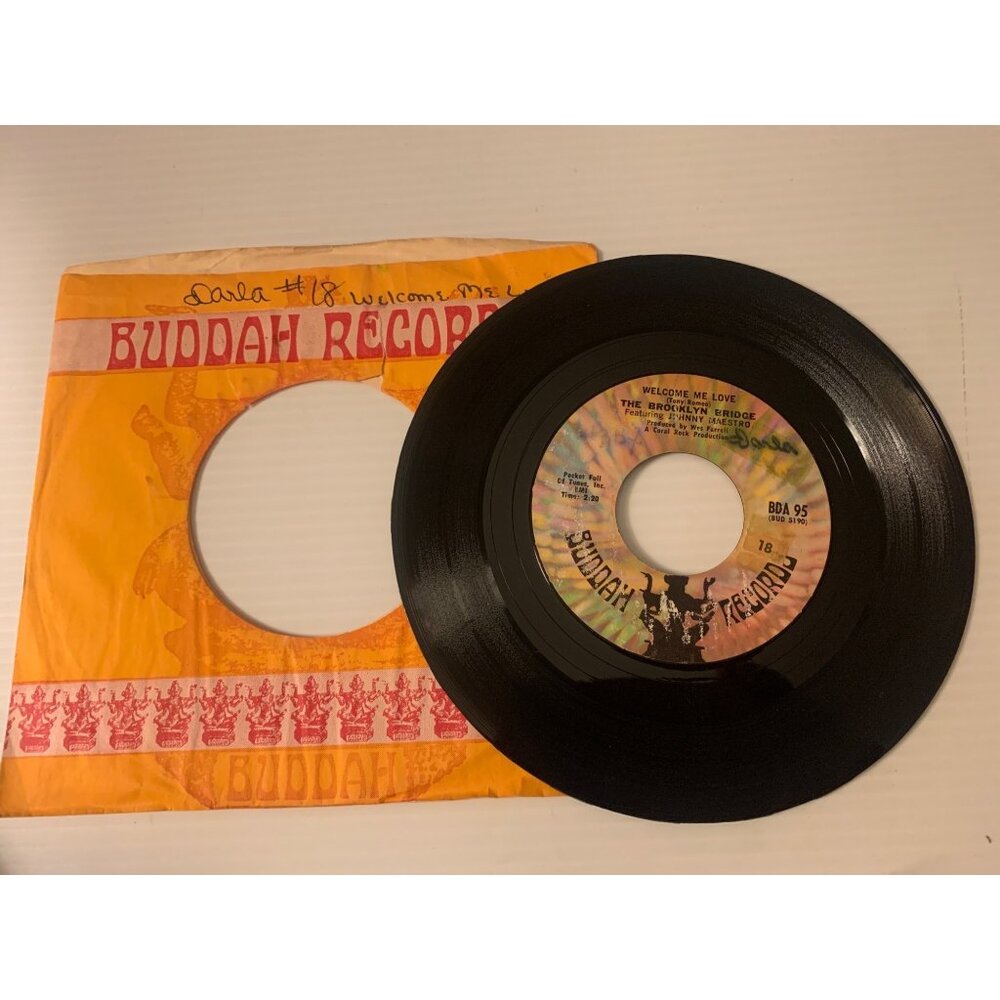 Darla #18 Welcome Me
BUDDAH RECORD
BUDDAH
WELCOME ME LOVE
(Tony Romeo)
THE BROOKLYN BRIDGE
Featuring JOHNNY MAESTRO
Produced by Wes Farrell
A Coral Rock Production
Pocket Full
Of Tunes, Inc.
BMI
Time: 2:20
BDA 95
(BUD 5190)
18
BUDDAH RECORDS